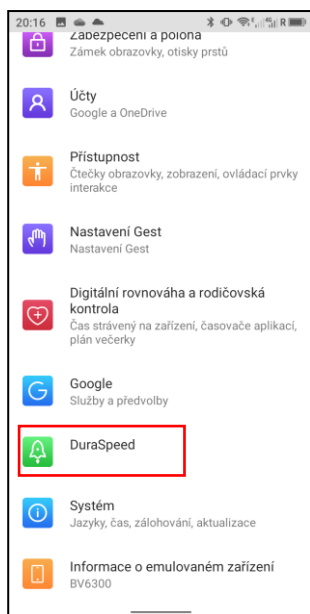 20:16
Zabezpečení a poloha
Zámek obrazovky, otisky prstů
Účty
Google a OneDrive
Přístupnost
Čtečky obrazovky, zobrazení, ovládací prvky
interakce
Nastavení Gest
Nastavení Gest
Digitální rovnováha a rodičovská
kontrola
Čas strávený na zařízení, časovače aplikací,
plán večerky
Google
Služby a předvolby
DuraSpeed
Systém
Jazyky, čas, zálohování, aktualizace
Informace o emulovaném zařízení
BV6300